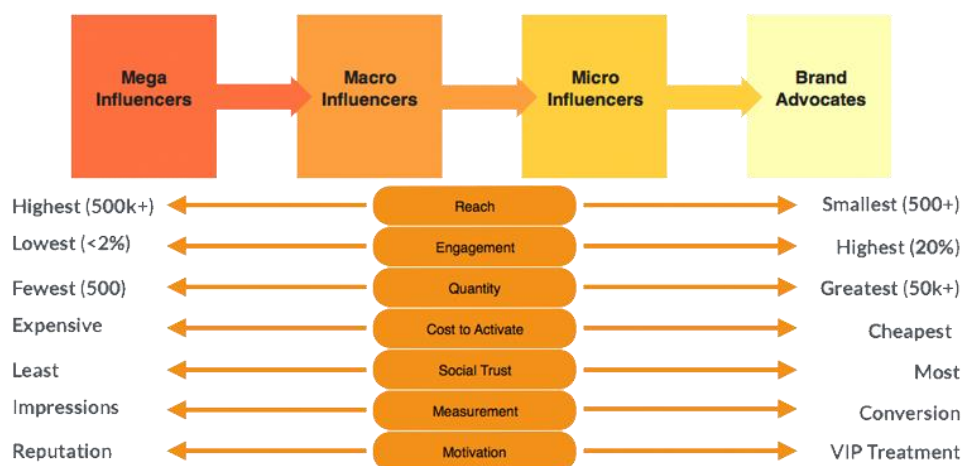 Mega
Influencers
Macro
Influencers
Micro
Influencers
Brand
Advocates
Highest (500k+)
Reach
Smallest (500+)
Lowest (<2%)
Engagement
Highest (20%)
Fewest (500)
Quantity
Greatest (50k+)
Expensive
Cost to Activate
Cheapest
Least
Social Trust
Most
Impressions
Measurement
Conversion
Reputation
Motivation
VIP Treatment